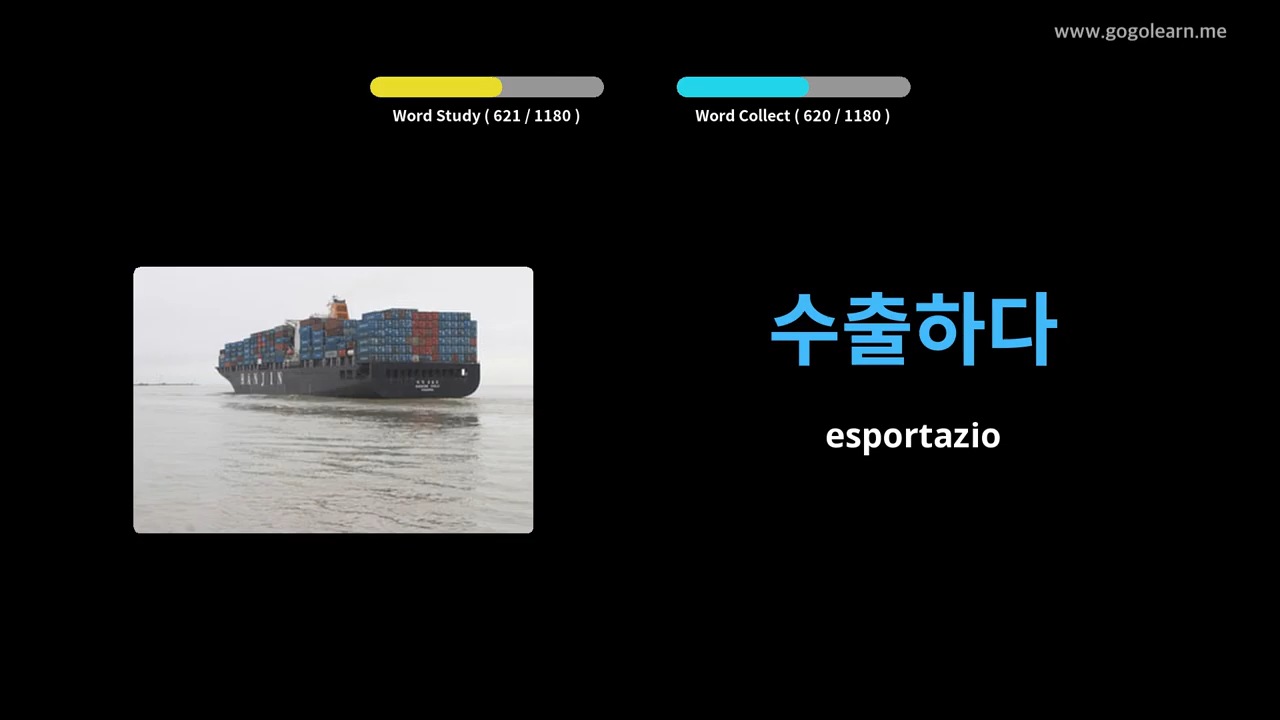 www.gogolearn.me
Word Study ( 621 / 1180 )
Word Collect ( 620 / 1180 )
수출하다
esportazio
HANJIN